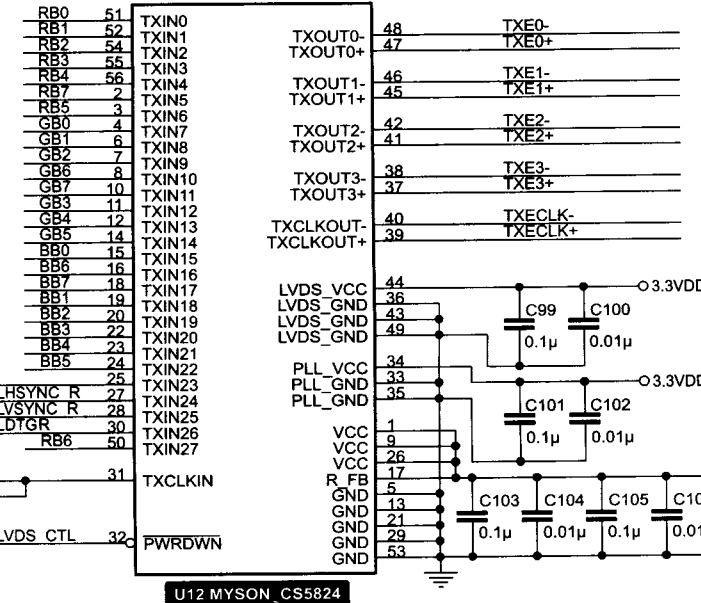 RB0 51 TXIN0
RB1 52 TXIN1
RB2 54 TXIN2
RB3 55 TXIN3
RB4 56 TXIN4
RB7 2 TXIN5
RB5 3 TXIN6
GB0 4 TXIN7
GB1 6 TXIN8
GB2 7 TXIN9
GB6 8 TXIN10
GB7 10 TXIN11
GB3 11 TXIN12
GB4 12 TXIN13
GB5 14 TXIN14
BB0 15 TXIN15
BB6 16 TXIN16
BB7 18 TXIN17
BB1 19 TXIN18
BB2 20 TXIN19
BB3 22 TXIN20
BB4 23 TXIN21
BB5 24 TXIN22
25 TXIN23
HSYNC R 27 TXIN24
VSYNC R 28 TXIN25
DTGR 30 TXIN26
RB6 50 TXIN27
31 TXCLKIN
LVDS CTL 32 PWRDWN
TXOUT0- 48 TXE0-
TXOUT0+ 47 TXE0+
TXOUT1- 46 TXE1-
TXOUT1+ 45 TXE1+
TXOUT2- 42 TXE2-
TXOUT2+ 41 TXE2+
TXOUT3- 38 TXE3-
TXOUT3+ 37 TXE3+
TXCLKOUT- 40 TXECLK-
TXCLKOUT+ 39 TXECLK+
LVDS_VCC 44 3.3VDD
LVDS_GND 36
LVDS_GND 43
LVDS_GND 49
C99 0.1µ
C100 0.01µ
PLL_VCC 34 3.3VDD
PLL_GND 33
PLL_GND 35
C101 0.1µ
C102 0.01µ
VCC 1
VCC 9
VCC 26
R_FB 17
GND 5
GND 13
GND 21
GND 29
GND 53
C103 0.1µ
C104 0.01µ
C105 0.1µ
C10
0.01
U12 MYSON_CS5824